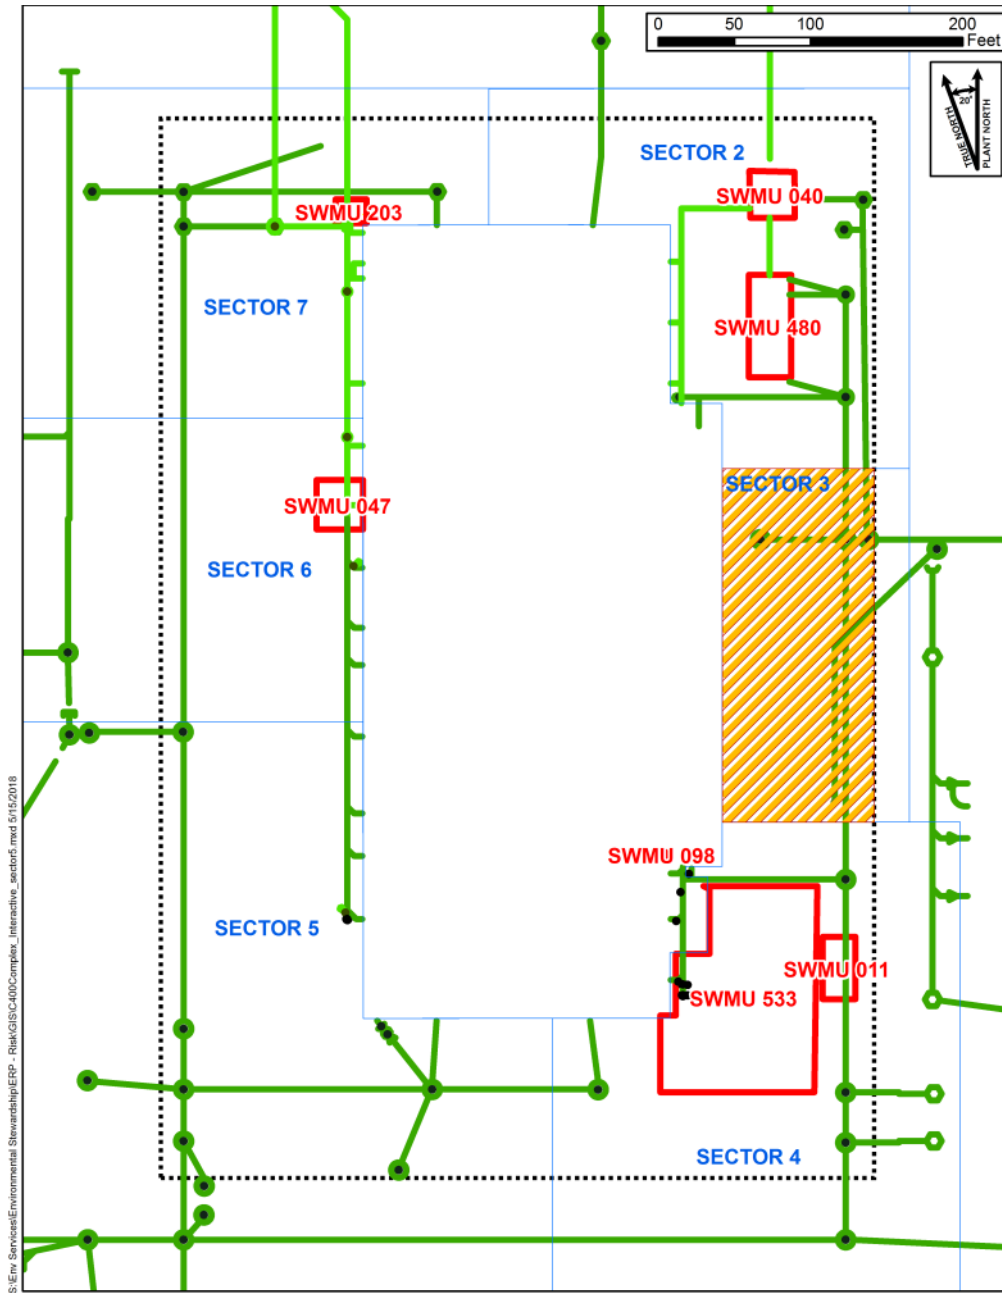 0 50 100 200
Feet
TRUE NORTH
20°
PLANT NORTH
SECTOR 2
SWMU 040
SWMU 203
SECTOR 7
SWMU 480
SECTOR 3
SWMU 047
SECTOR 6
SWMU 098
SECTOR 5
SWMU 011
SWMU 533
SECTOR 4
S:\Env Services\Environmental Stewardship\ERP - Risk\GIS\C400Complex_Interactive_sector5.mxd 5/15/2018